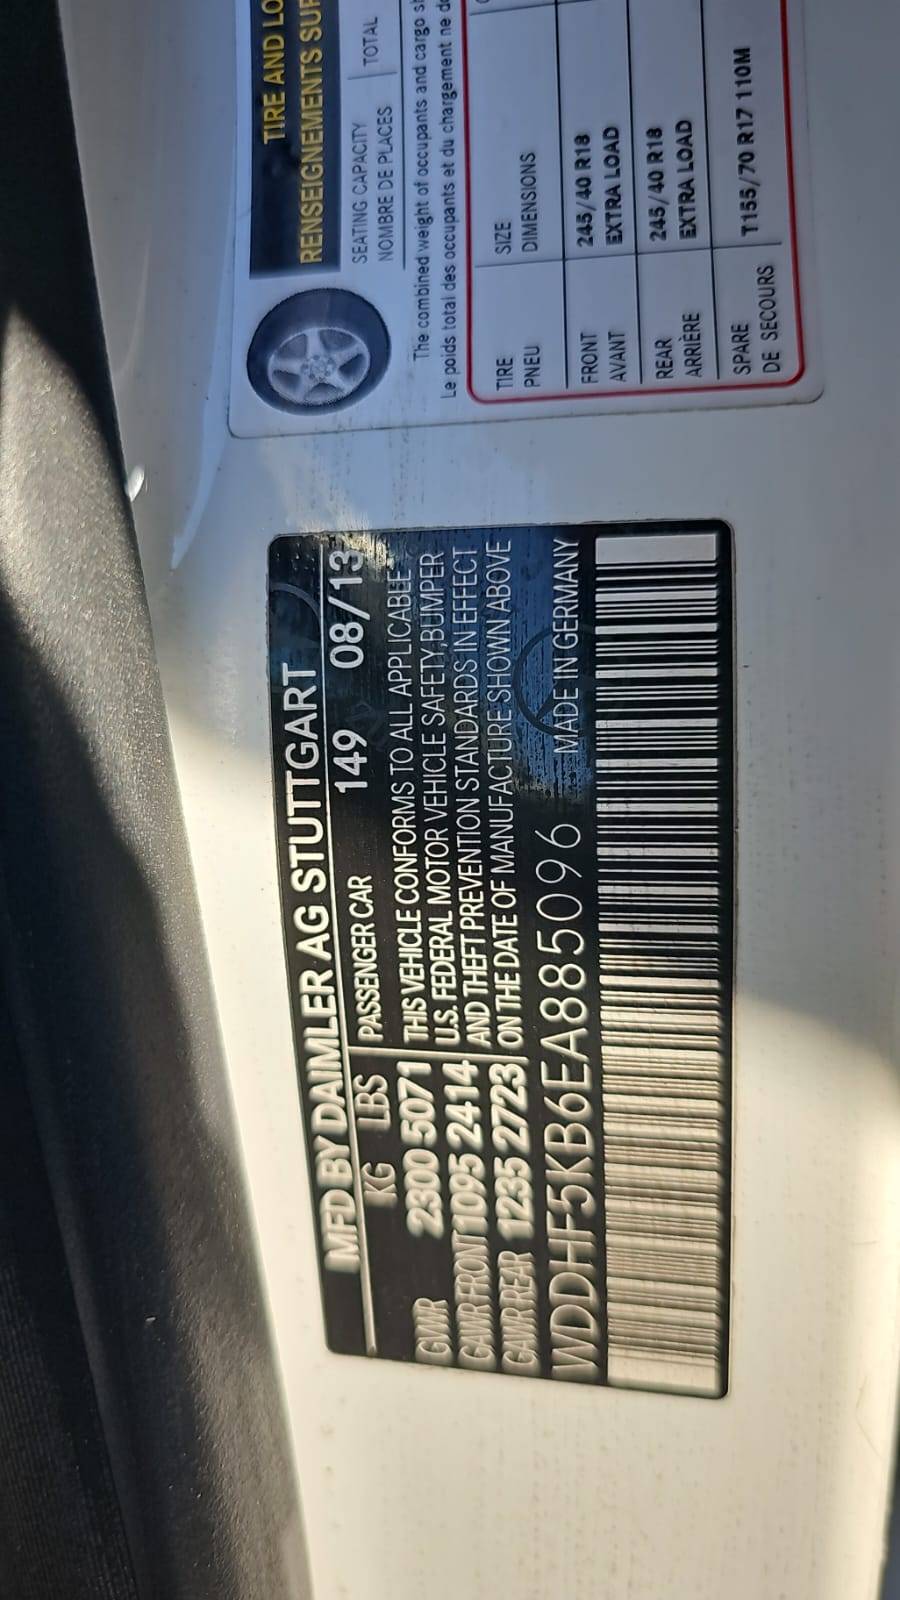 MFD BY DAIMLER AG STUTTGART
KG LBS PASSENGER CAR 149 08/13
GVWR 2300 5071 THIS VEHICLE CONFORMS TO ALL APPLICABLE
GAWR FRONT 1095 2414 U.S. FEDERAL MOTOR VEHICLE SAFETY,BUMPER
GAWR REAR 1235 2723 AND THEFT PREVENTION STANDARDS IN EFFECT
ON THE DATE OF MANUFACTURE SHOWN ABOVE
WDDHF5KB6EA885096 MADE IN GERMANY
TIRE AND
RENSEIGNEMENTS
SEATING CAPACITY
NOMBRE DE PLACES
TOTAL
The combined weight of occupants and cargo
Le poids total des occupants et du chargement ne
TIRE SIZE
PNEU DIMENSIONS
FRONT 245/40 R18
AVANT EXTRA LOAD
REAR 245/40 R18
ARRIÈRE EXTRA LOAD
SPARE T155/70 R17 110M
DE SECOURS